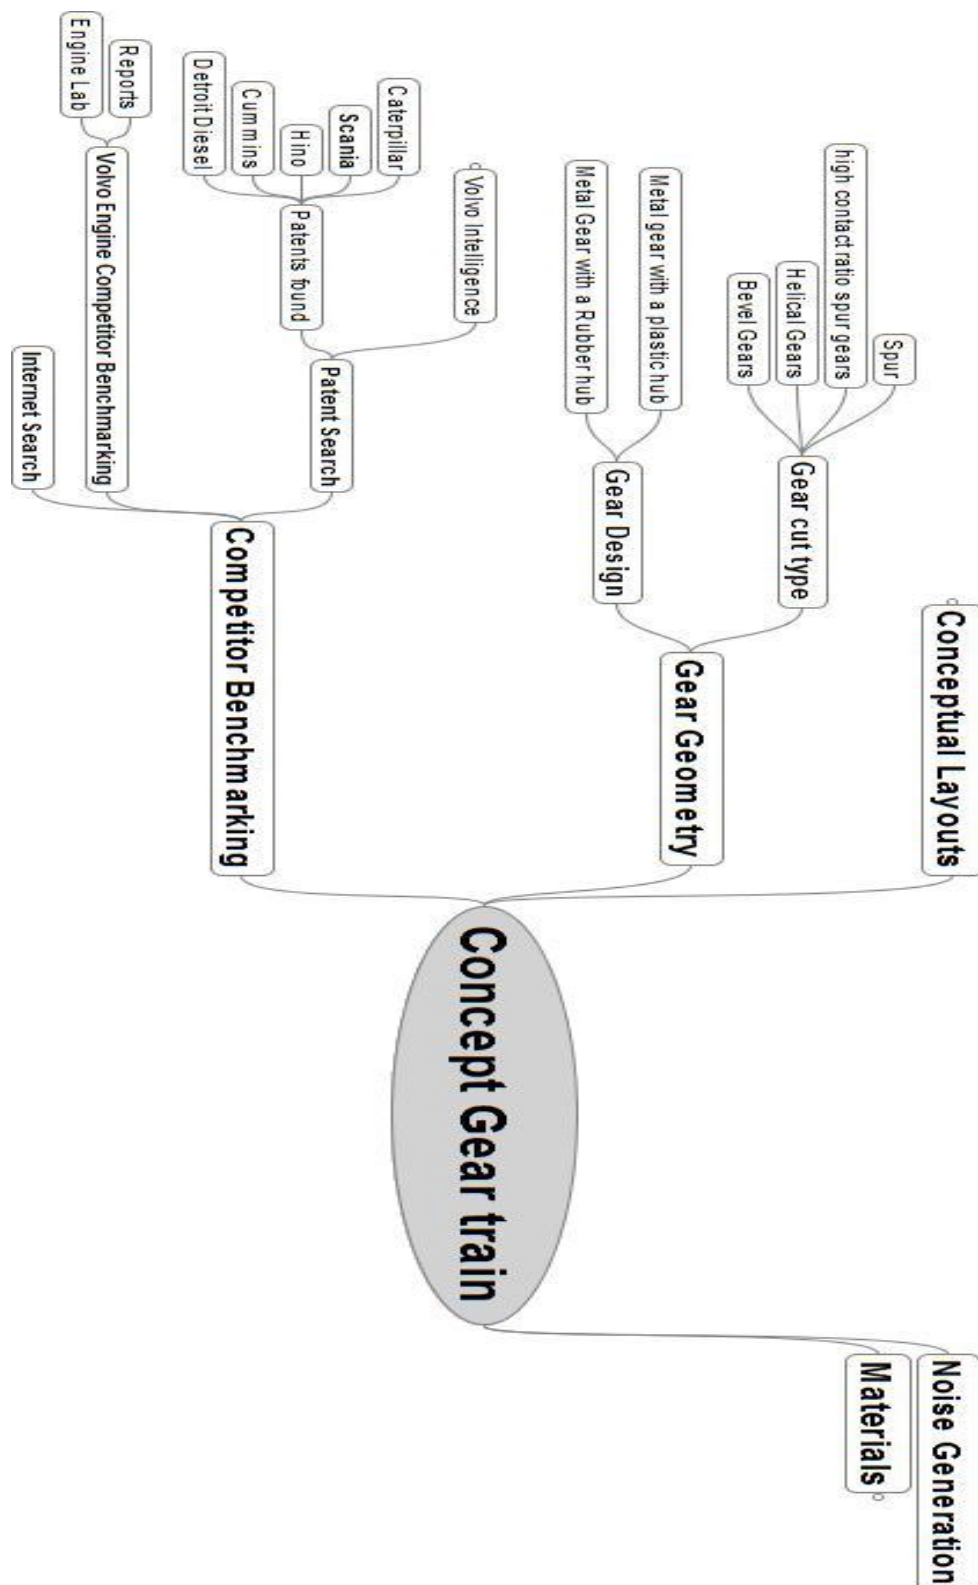 Conceptual Layouts
Spur
high contact ratio spur gears
Helical Gears
Bevel Gears
Gear cut type
Metal gear with a plastic hub
Metal Gear with a Rubber hub
Gear Design
Gear Geometry
Volvo Intelligence
Caterpillar
Scania
Hino
Cummins
Detroit Diesel
Patents found
Patent Search
Reports
Engine Lab
Volvo Engine Competitor Benchmarking
Internet Search
Competitor Benchmarking
Concept Gear train
Noise Generation
Materials